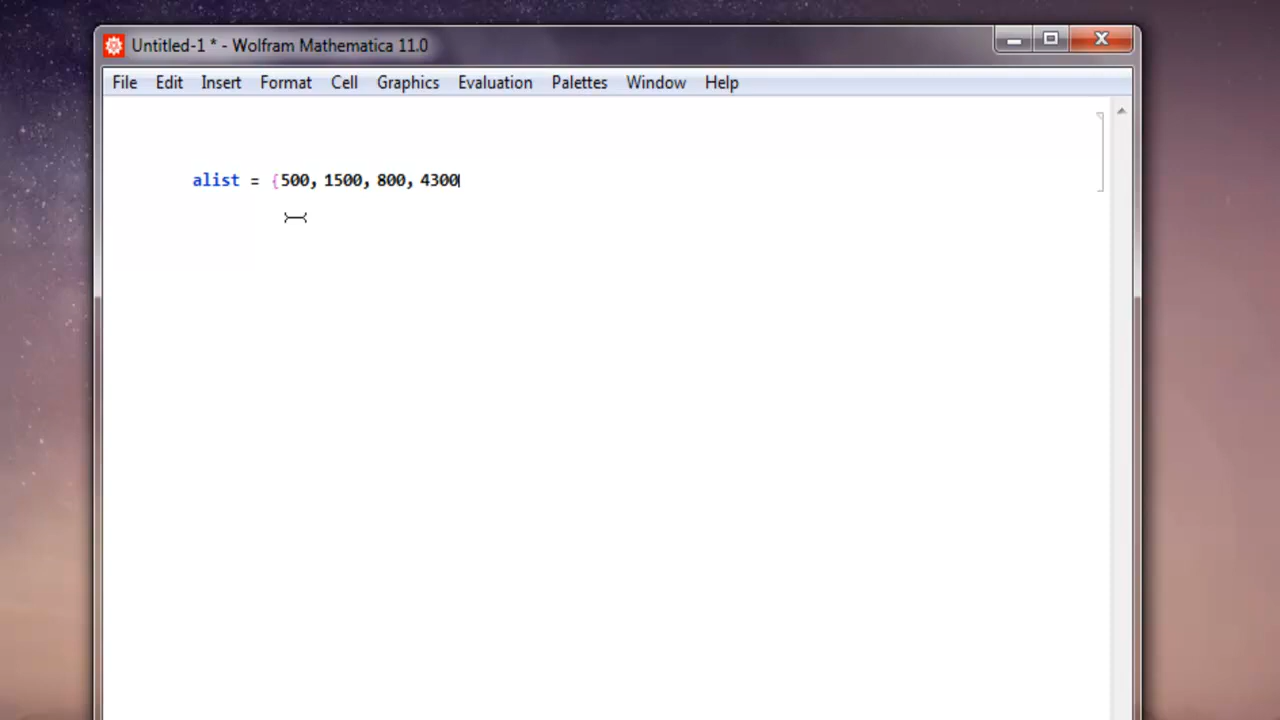 Untitled-1 * - Wolfram Mathematica 11.0
File Edit Insert Format Cell Graphics Evaluation Palettes Window Help
alist = {500, 1500, 800, 4300